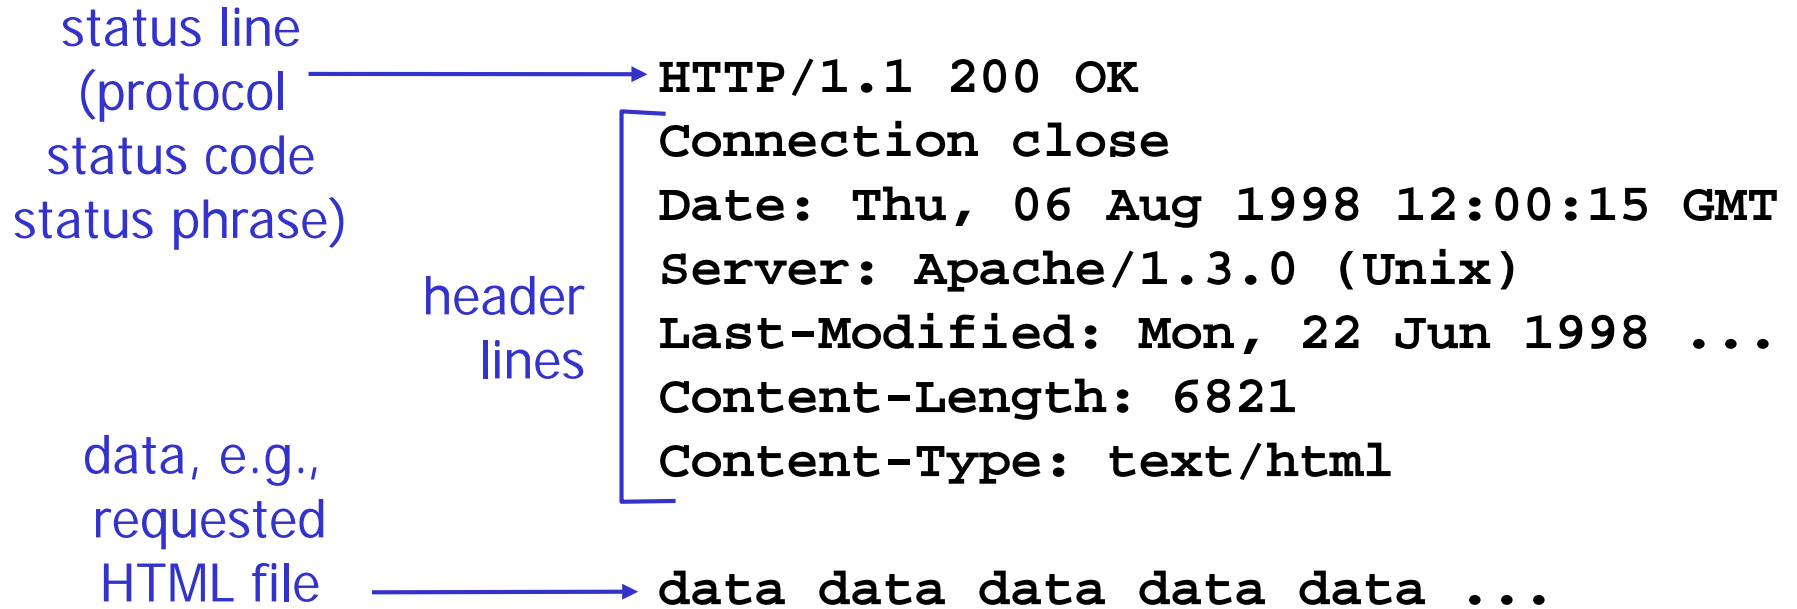 status line
(protocol
status code
status phrase)
HTTP/1.1 200 OK
Connection close
Date: Thu, 06 Aug 1998 12:00:15 GMT
Server: Apache/1.3.0 (Unix)
Last-Modified: Mon, 22 Jun 1998 ...
Content-Length: 6821
Content-Type: text/html
header
lines
data, e.g.,
requested
HTML file
data data data data data ...